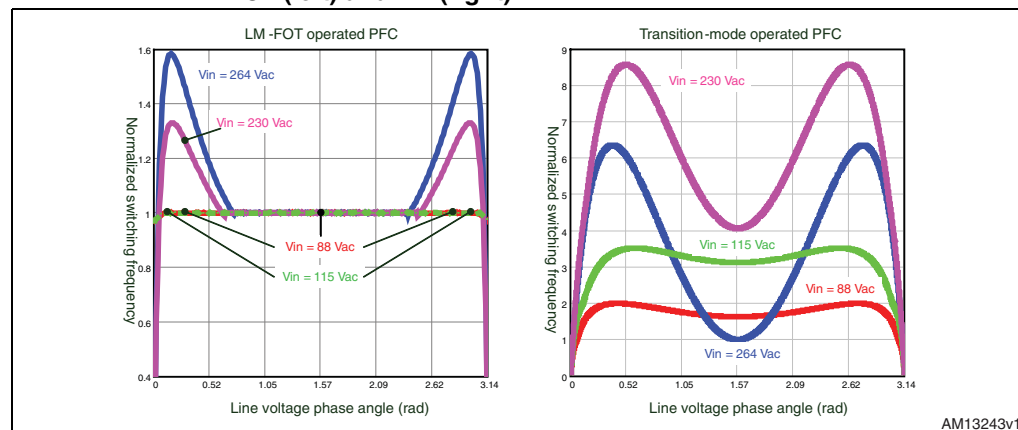 LM -FOT operated PFC
1.6
1.4
1.2
1
0.8
0.6
0.4
Normalized switching frequency
Vin = 264 Vac
Vin = 230 Vac
Vin = 88 Vac
Vin = 115 Vac
0
0.52
1.05
1.57
2.09
2.62
3.14
Line voltage phase angle (rad)
Transition-mode operated PFC
9
8
7
6
5
4
3
2
1
0
Normalized switching frequency
Vin = 230 Vac
Vin = 115 Vac
Vin = 88 Vac
Vin = 264 Vac
0
0.52
1.05
1.57
2.09
2.62
3.14
Line voltage phase angle (rad)
AM13243v1